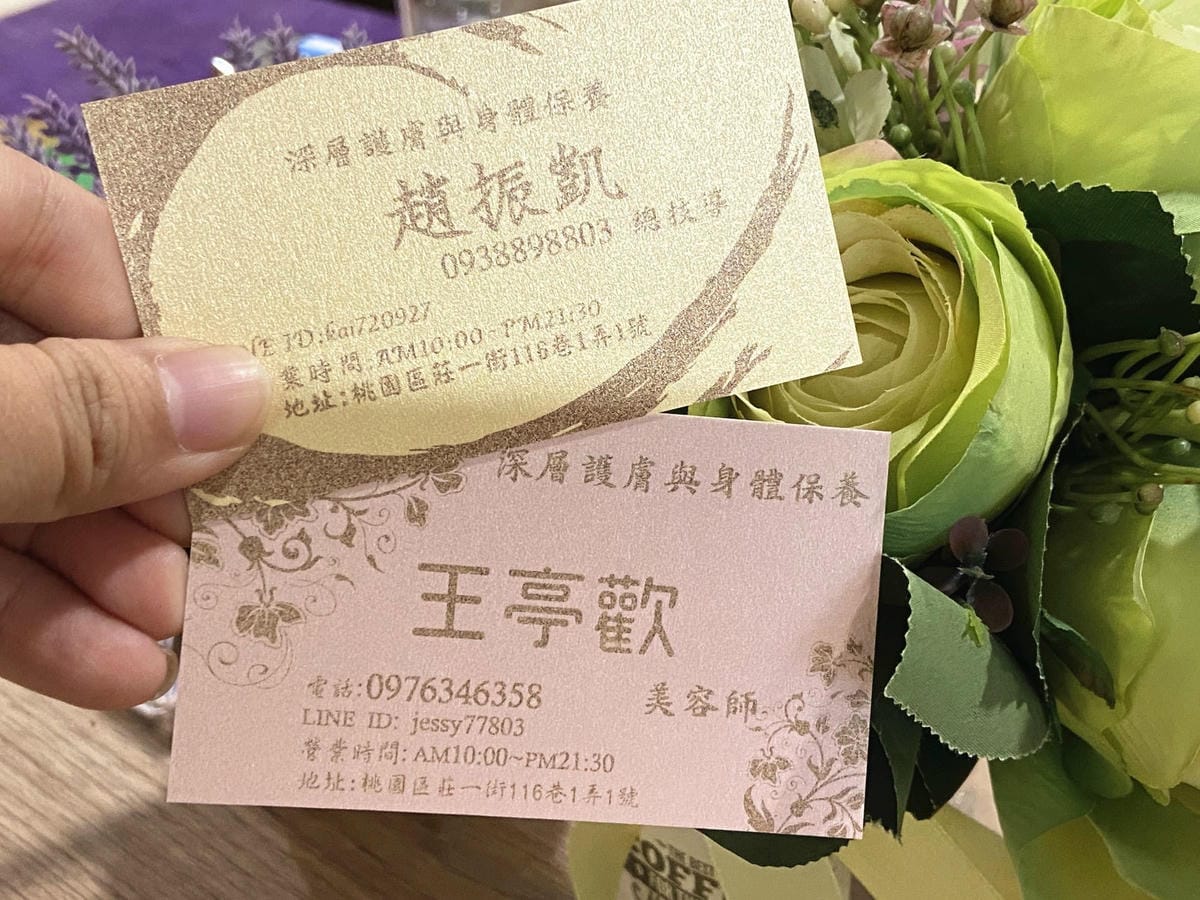 深層護膚與身體保養
趙振凱
0938898803 總技導
E ID:kai720927
業時間:AM10:00~PM21:30
地址:桃園區莊一街116巷1弄1號
深層護膚與身體保養
王亭歡
電話:0976346358
美容師
LINE ID: jessy77803
營業時間:AM10:00~PM21:30
地址:桃園區莊一街116巷1弄1號
THE BEST
OFF